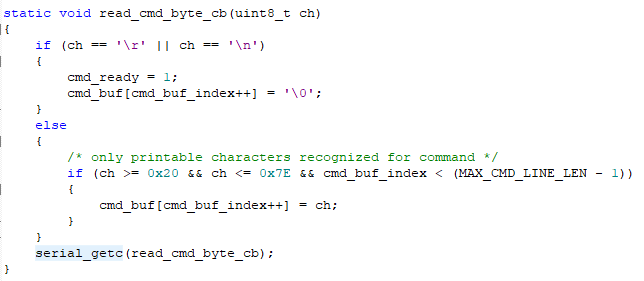 static void read_cmd_byte_cb(uint8_t ch)
{
    if (ch == '\r' || ch == '\n')
    {
        cmd_ready = 1;
        cmd_buf[cmd_buf_index++] = '\0';
    }
    else
    {
        /* only printable characters recognized for command */
        if (ch >= 0x20 && ch <= 0x7E && cmd_buf_index < (MAX_CMD_LINE_LEN - 1))
        {
            cmd_buf[cmd_buf_index++] = ch;
        }
    }
    serial_getc(read_cmd_byte_cb);
}